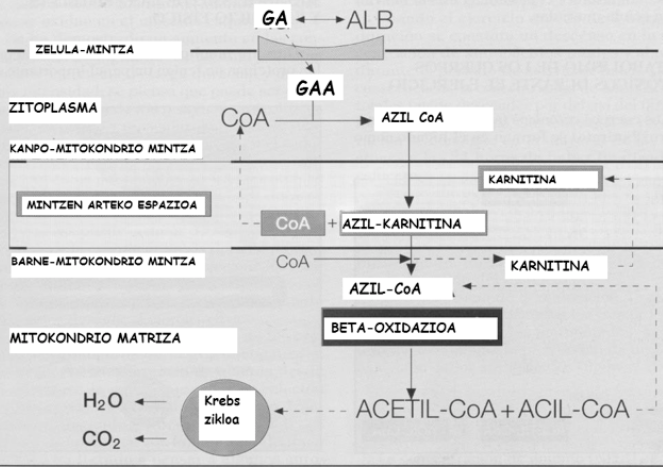 GA ALB
ZELULA-MINTZA
GAA
ZITOPLASMA
CoA AZIL CoA
KANPO-MITOKONDRIO MINTZA
KARNITINA
MINTZEN ARTEKO ESPAZIOA
CoA + AZIL-KARNITINA
BARNE-MITOKONDRIO MINTZA
CoA KARNITINA
AZIL-CoA
BETA-OXIDAZIOA
MITOKONDRIO MATRIZA
H₂O Krebs zikloa ACETIL-CoA + ACIL-CoA
CO₂